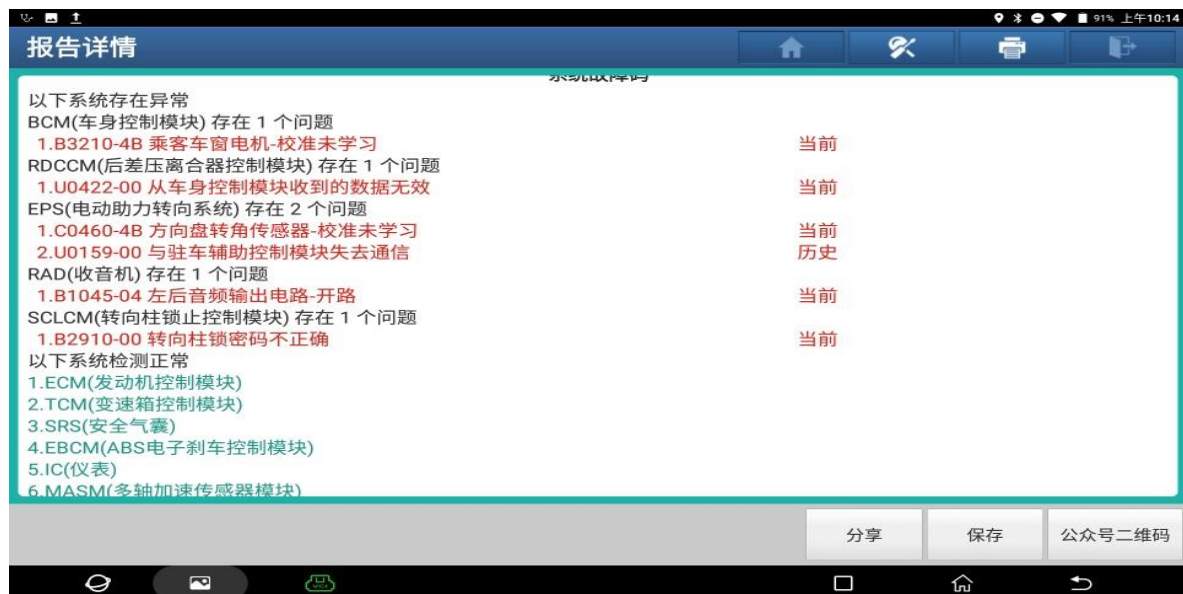 91% 上午10:14
报告详情
系统故障码
以下系统存在异常
BCM(车身控制模块) 存在 1 个问题
1.B3210-4B 乘客车窗电机-校准未学习 当前
RDCCM(后差压离合器控制模块) 存在 1 个问题
1.U0422-00 从车身控制模块收到的数据无效 当前
EPS(电动助力转向系统) 存在 2 个问题
1.C0460-4B 方向盘转角传感器-校准未学习 当前
2.U0159-00 与驻车辅助控制模块失去通信 历史
RAD(收音机) 存在 1 个问题
1.B1045-04 左后音频输出电路-开路 当前
SCLCM(转向柱锁止控制模块) 存在 1 个问题
1.B2910-00 转向柱锁密码不正确 当前
以下系统检测正常
1.ECM(发动机控制模块)
2.TCM(变速箱控制模块)
3.SRS(安全气囊)
4.EBCM(ABS电子刹车控制模块)
5.IC(仪表)
6.MASM(多轴加速传感器模块)
分享 保存 公众号二维码
VCI